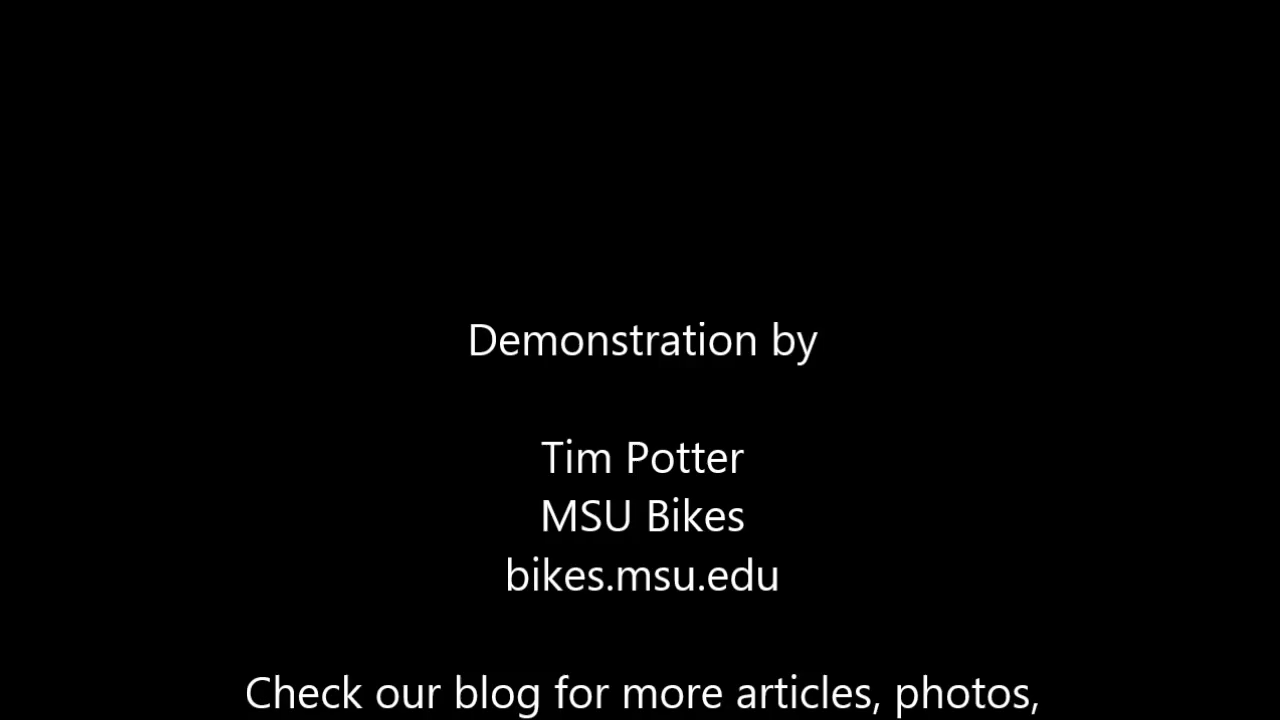 Demonstration by
Tim Potter
MSU Bikes
bikes.msu.edu
Check our blog for more articles, photos,